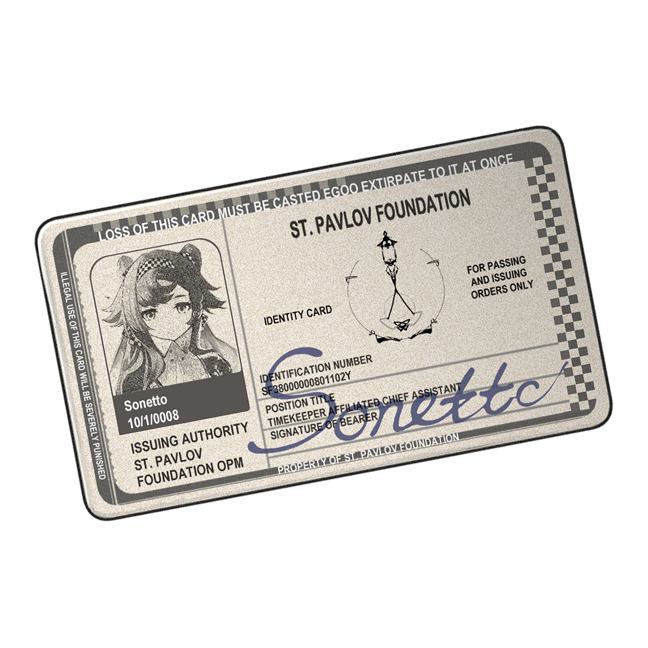 LOSS OF THIS CARD MUST BE CASTED EGOO EXTIRPATE TO IT AT ONCE
ILLEGAL USE OF THIS CARD WILL BE SEVERELY PUNISHED
ST. PAVLOV FOUNDATION
IDENTITY CARD
FOR PASSING
AND ISSUING
ORDERS ONLY
Sonetto
10/1/0008
ISSUING AUTHORITY
ST. PAVLOV
FOUNDATION OPM
IDENTIFICATION NUMBER
SF38000000801102Y
POSITION TITLE
TIMEKEEPER AFFILIATED CHIEF ASSISTANT
SIGNATURE OF BEARER
Sonetto
PROPERTY OF ST. PAVLOV FOUNDATION